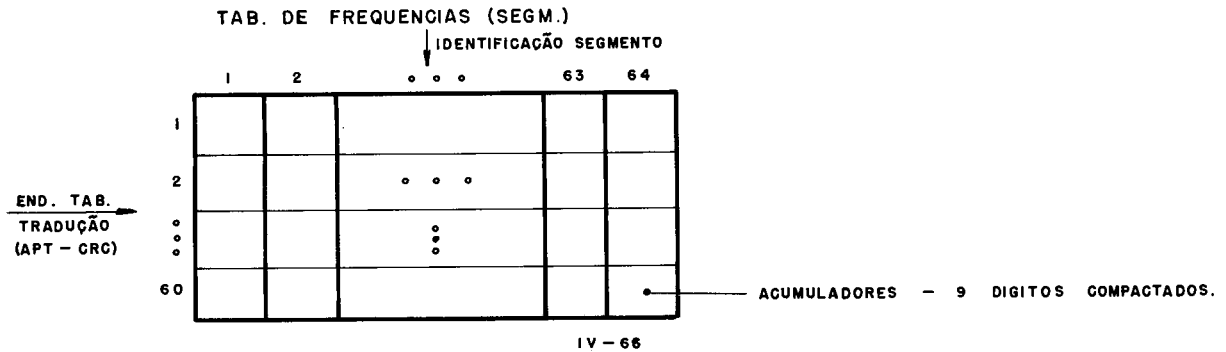 TAB. DE FREQUENCIAS (SEGM.)
IDENTIFICAÇÃO SEGMENTO
1 2 63 64
1
2
END. TAB.
TRADUÇÃO
(APT - CRC)
60
ACUMULADORES - 9 DIGITOS COMPACTADOS.
IV - 66